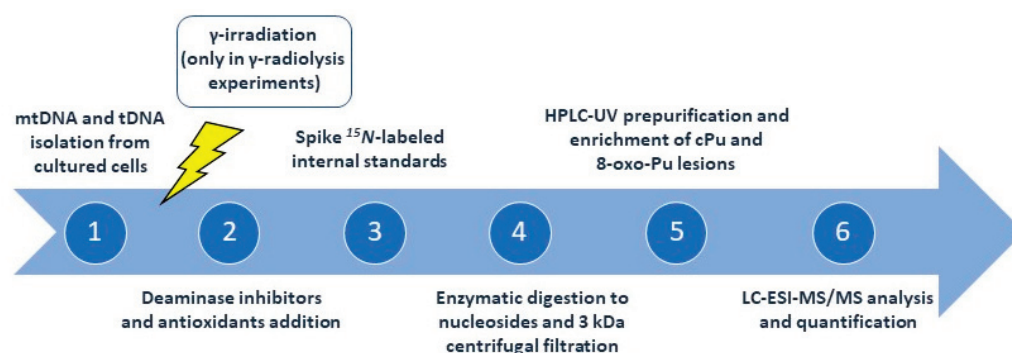 γ-irradiation
(only in γ-radiolysis
experiments)
mtDNA and tDNA
isolation from
cultured cells
Spike ¹⁵N-labeled
internal standards
HPLC-UV prepurification and
enrichment of cPu and
8-oxo-Pu lesions
1
2
3
4
5
6
Deaminase inhibitors
and antioxidants addition
Enzymatic digestion to
nucleosides and 3 kDa
centrifugal filtration
LC-ESI-MS/MS analysis
and quantification